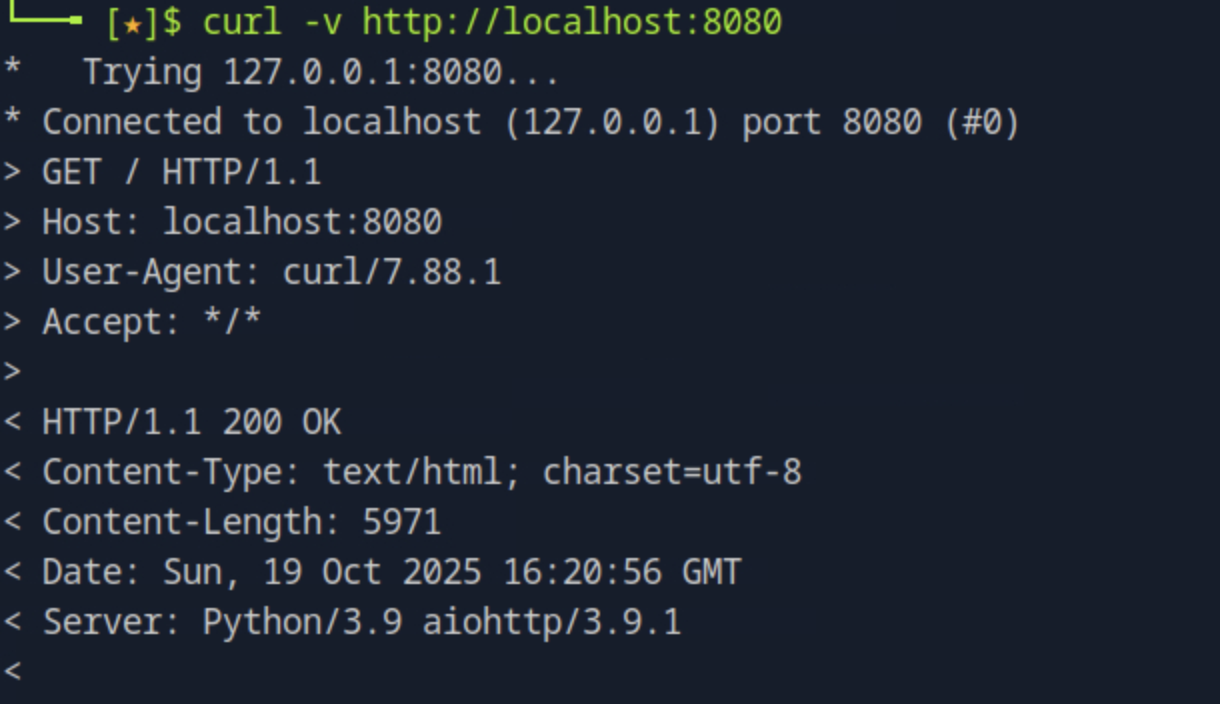 └──╼ [★]$ curl -v http://localhost:8080
*   Trying 127.0.0.1:8080...
* Connected to localhost (127.0.0.1) port 8080 (#0)
> GET / HTTP/1.1
> Host: localhost:8080
> User-Agent: curl/7.88.1
> Accept: */*
>
< HTTP/1.1 200 OK
< Content-Type: text/html; charset=utf-8
< Content-Length: 5971
< Date: Sun, 19 Oct 2025 16:20:56 GMT
< Server: Python/3.9 aiohttp/3.9.1
<